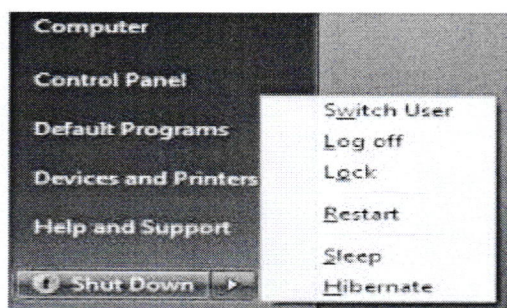 Computer
Control Panel
Default Programs
Devices and Printers
Help and Support
Shut Down
Switch User
Log off
Lock
Restart
Sleep
Hibernate